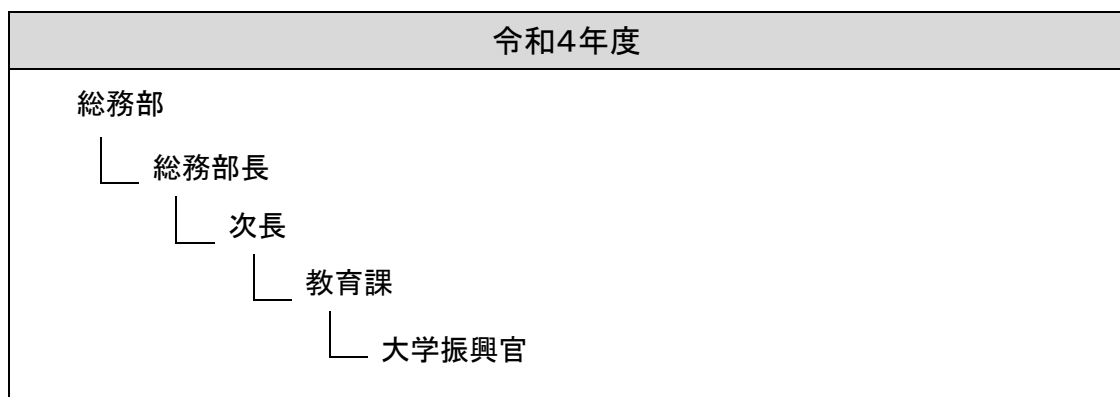 令和4年度
総務部
総務部長
次長
教育課
大学振興官